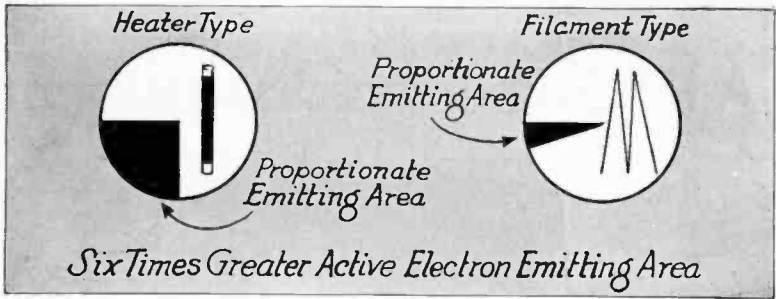 Heater Type
Filament Type
Proportionate
Emitting Area
Proportionate
Emitting Area
Six Times Greater Active Electron Emitting Area